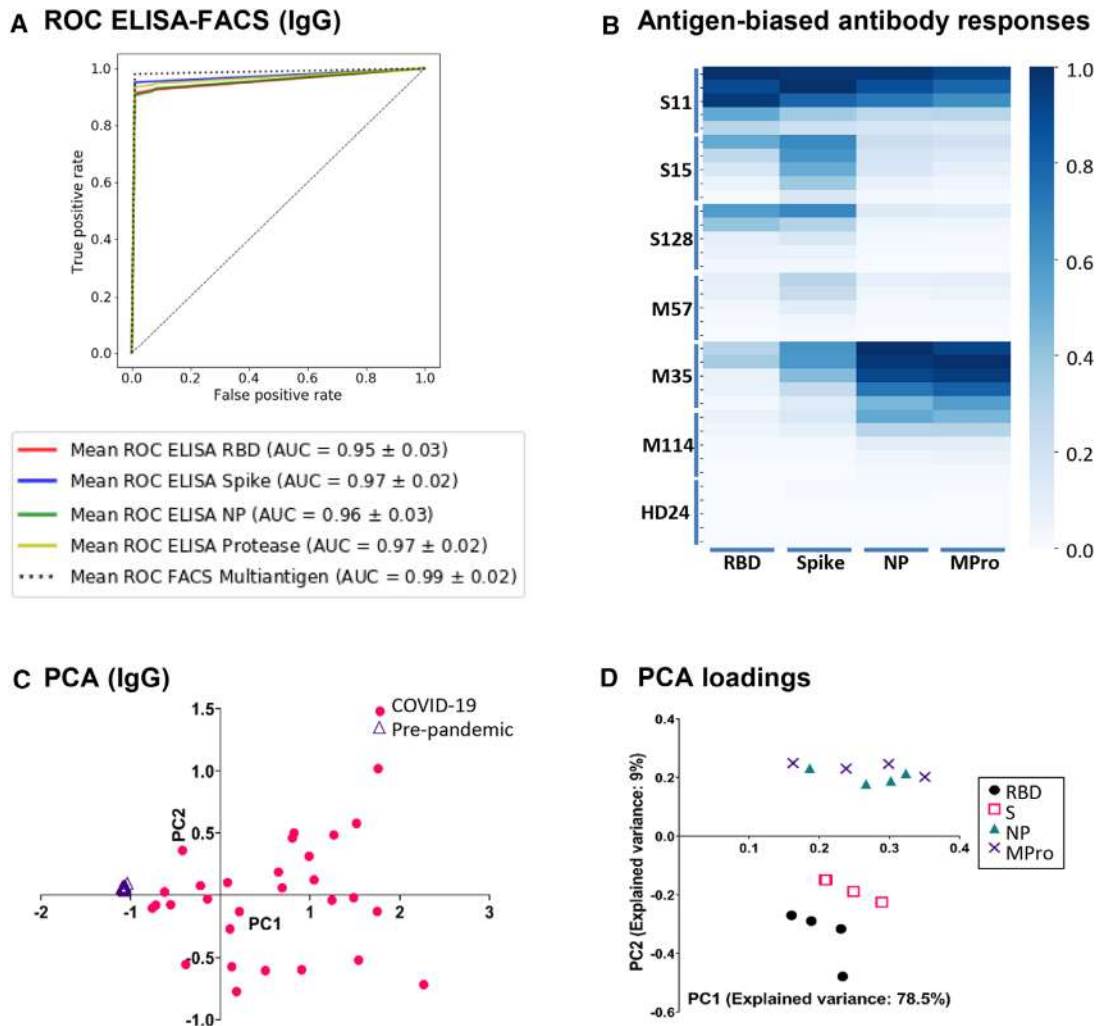 A ROC ELISA-FACS (IgG)
1.0
0.8
0.6
0.4
0.2
0.0
True positive rate
0.0 0.2 0.4 0.6 0.8 1.0
False positive rate
Mean ROC ELISA RBD (AUC = 0.95 ± 0.03)
Mean ROC ELISA Spike (AUC = 0.97 ± 0.02)
Mean ROC ELISA NP (AUC = 0.96 ± 0.03)
Mean ROC ELISA Protease (AUC = 0.97 ± 0.02)
Mean ROC FACS Multiantigen (AUC = 0.99 ± 0.02)
B Antigen-biased antibody responses
S11
S15
S128
M57
M35
M114
HD24
RBD Spike NP MPro
1.0
0.8
0.6
0.4
0.2
0.0
C PCA (IgG)
COVID-19
Pre-pandemic
1.5
1.0
0.5
-0.5
-1.0
PC2
-2 -1 1 2 3
PC1
D PCA loadings
0.4
0.2
0.0
-0.2
-0.4
-0.6
PC2 (Explained variance: 9%)
0.1 0.2 0.3 0.4
PC1 (Explained variance: 78.5%)
RBD
S
NP
MPro